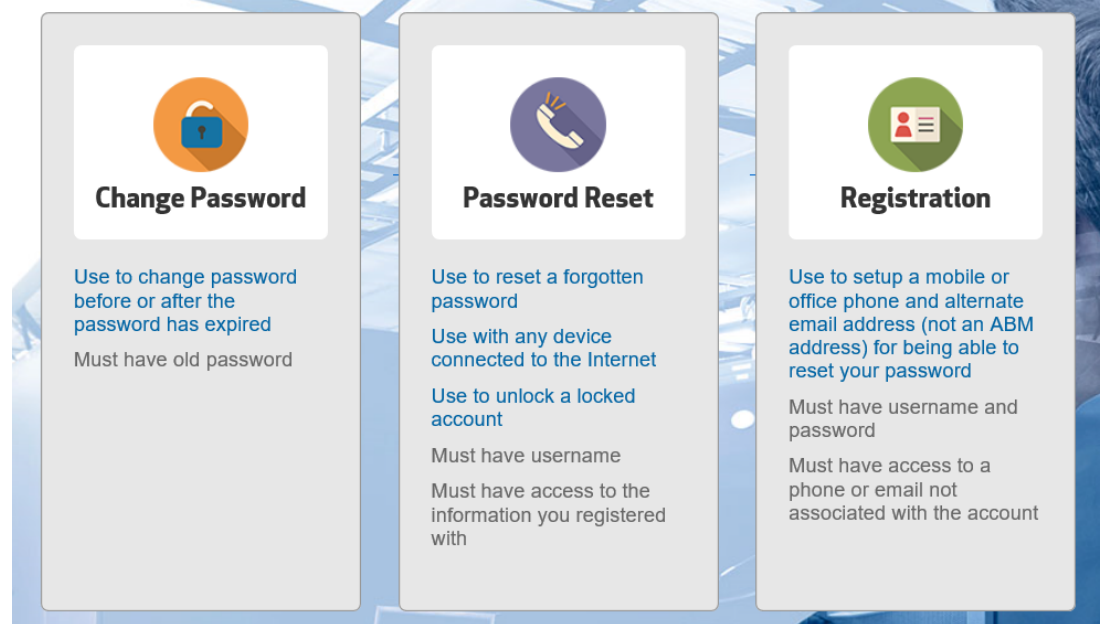 Change Password
Use to change password
before or after the
password has expired
Must have old password
Password Reset
Use to reset a forgotten
password
Use with any device
connected to the Internet
Use to unlock a locked
account
Must have username
Must have access to the
information you registered
with
Registration
Use to setup a mobile or
office phone and alternate
email address (not an ABM
address) for being able to
reset your password
Must have username and
password
Must have access to a
phone or email not
associated with the account